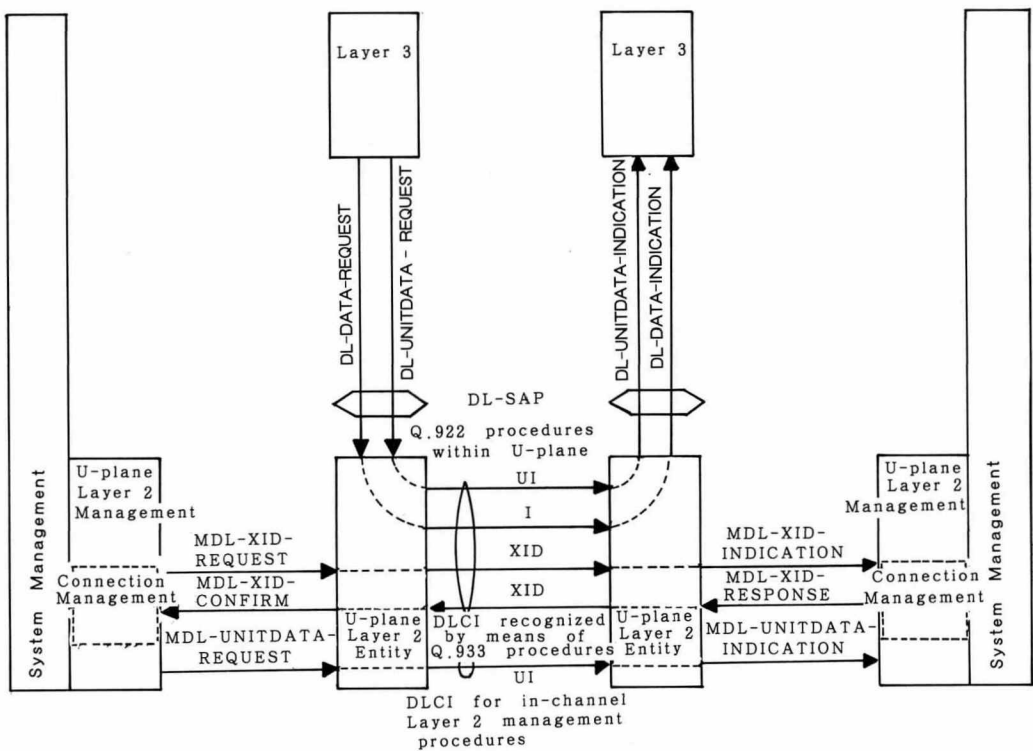 Layer 3
Layer 3
DL-DATA-REQUEST
DL-UNITDATA - REQUEST
DL-UNITDATA-INDICATION
DL-DATA-INDICATION
DL-SAP
Q.922 procedures
within U-plane
System Management
U-plane
Layer 2
Management
Connection
Management
MDL-XID-
REQUEST
MDL-XID-
CONFIRM
MDL-UNITDATA-
REQUEST
U-plane
Layer 2
Entity
UI
I
XID
XID
DLCI recognized
by means of
Q.933 procedures
UI
DLCI for in-channel
Layer 2 management
procedures
U-plane
Layer 2
Entity
MDL-XID-
INDICATION
MDL-XID-
RESPONSE
MDL-UNITDATA-
INDICATION
U-plane
Layer 2
Management
Connection
Management
System Management